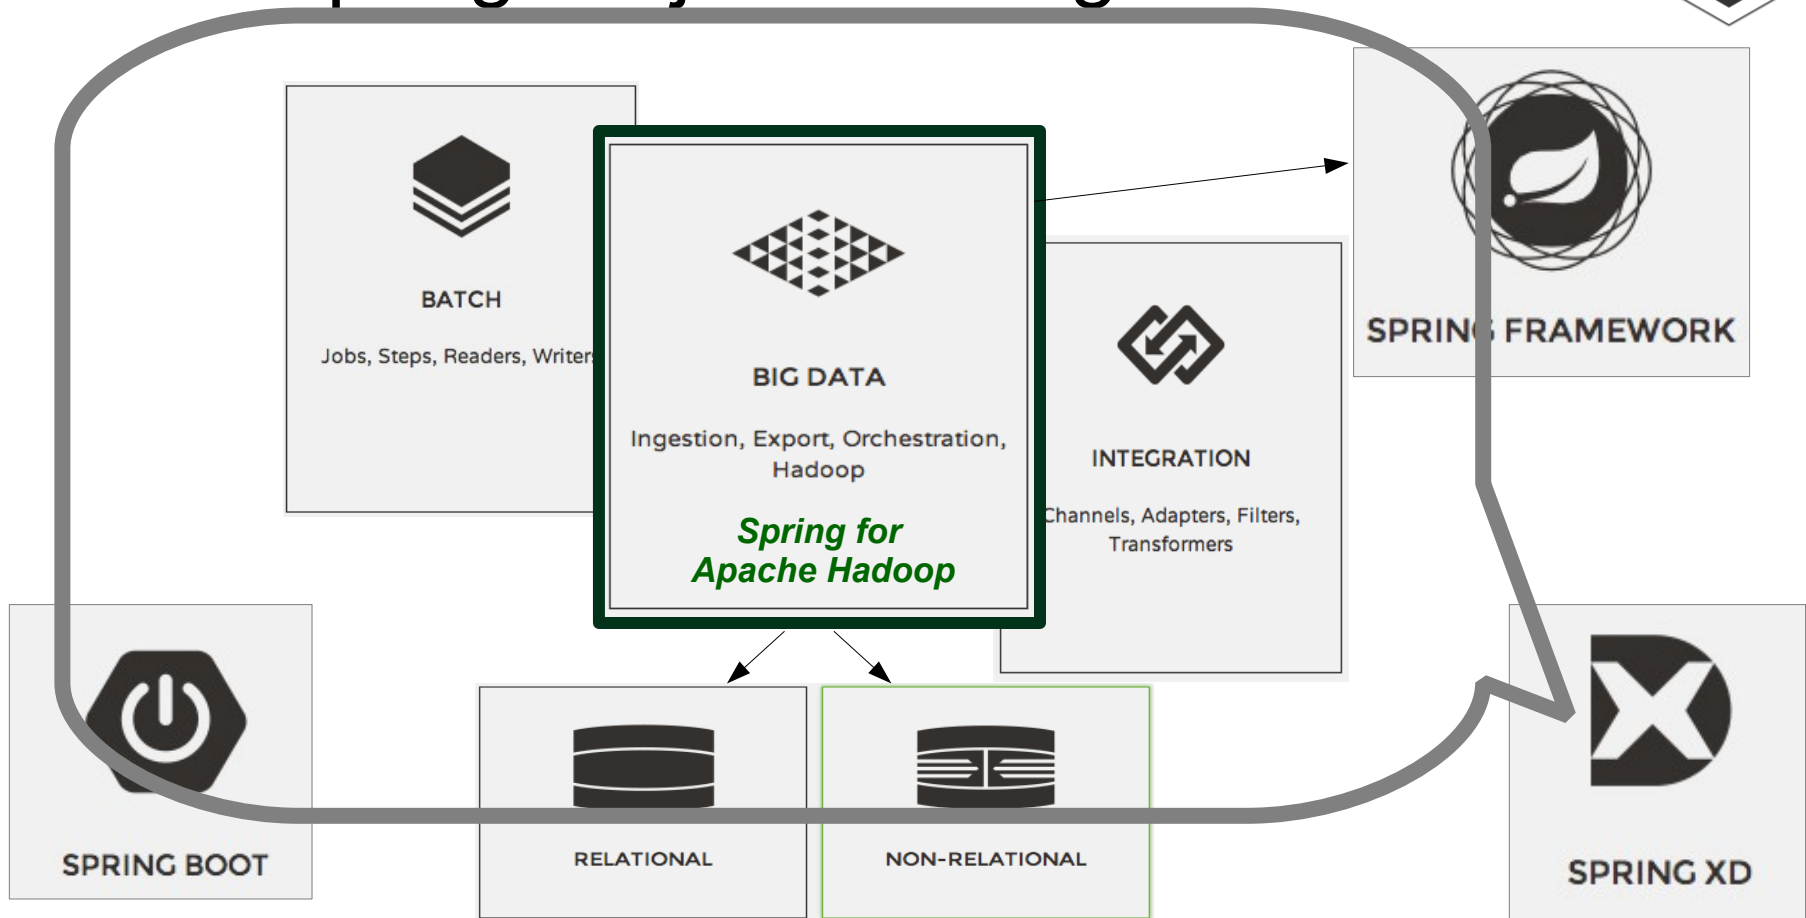 BATCH
Jobs, Steps, Readers, Writers
BIG DATA
Ingestion, Export, Orchestration,
Hadoop
Spring for
Apache Hadoop
INTEGRATION
Channels, Adapters, Filters,
Transformers
SPRING FRAMEWORK
SPRING BOOT
RELATIONAL
NON-RELATIONAL
SPRING XD